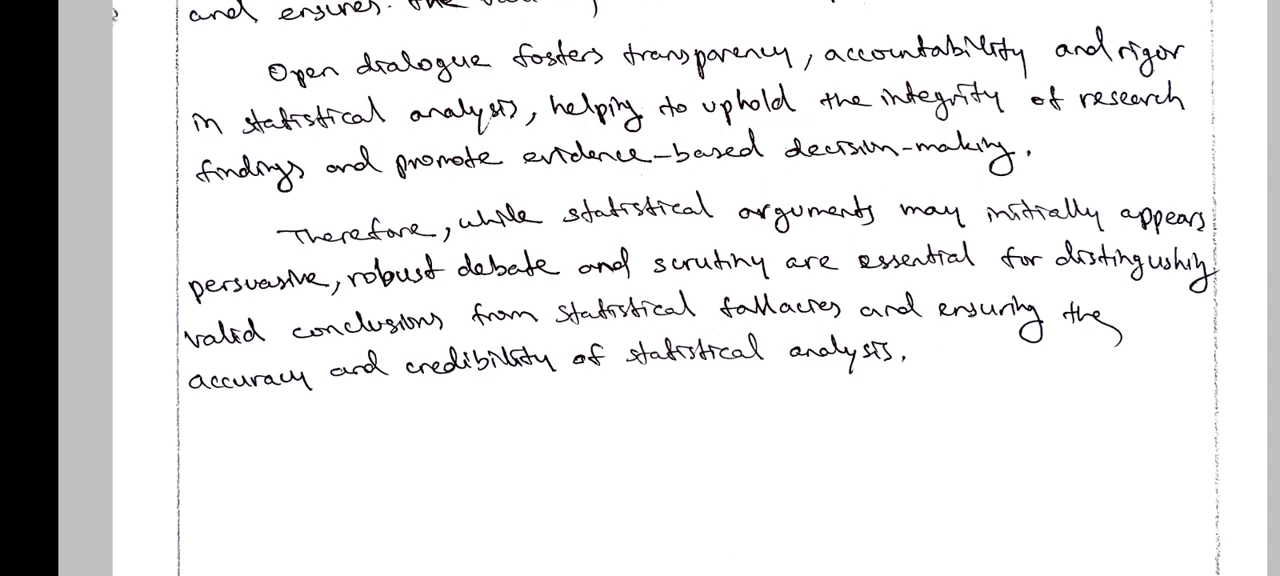 and ensures. the
Open dialogue fosters transparency, accountability and rigor
in statistical analysis, helping to uphold the integrity of research
findings and promote evidence-based decision-making.
Therefore, while statistical arguments may initially appears
persuasive, robust debate and scrutiny are essential for distinguishing
valid conclusions from statistical fallacies and ensuring the
accuracy and credibility of statistical analysis.